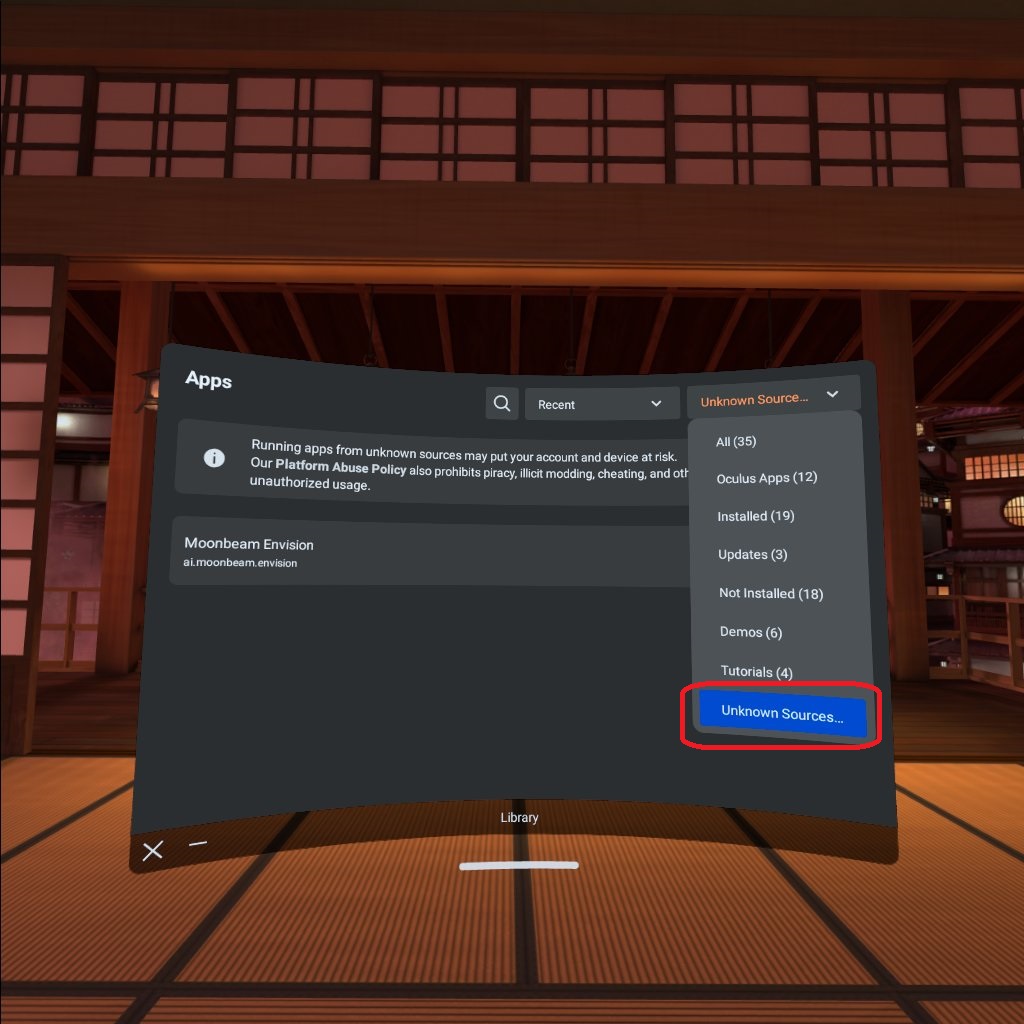 Apps
Recent
Unknown Source...
Running apps from unknown sources may put your account and device at risk.
Our Platform Abuse Policy also prohibits piracy, illicit modding, cheating, and oth
unauthorized usage.
Moonbeam Envision
ai.moonbeam.envision
All (35)
Oculus Apps (12)
Installed (19)
Updates (3)
Not Installed (18)
Demos (6)
Tutorials (4)
Unknown Sources...
Library